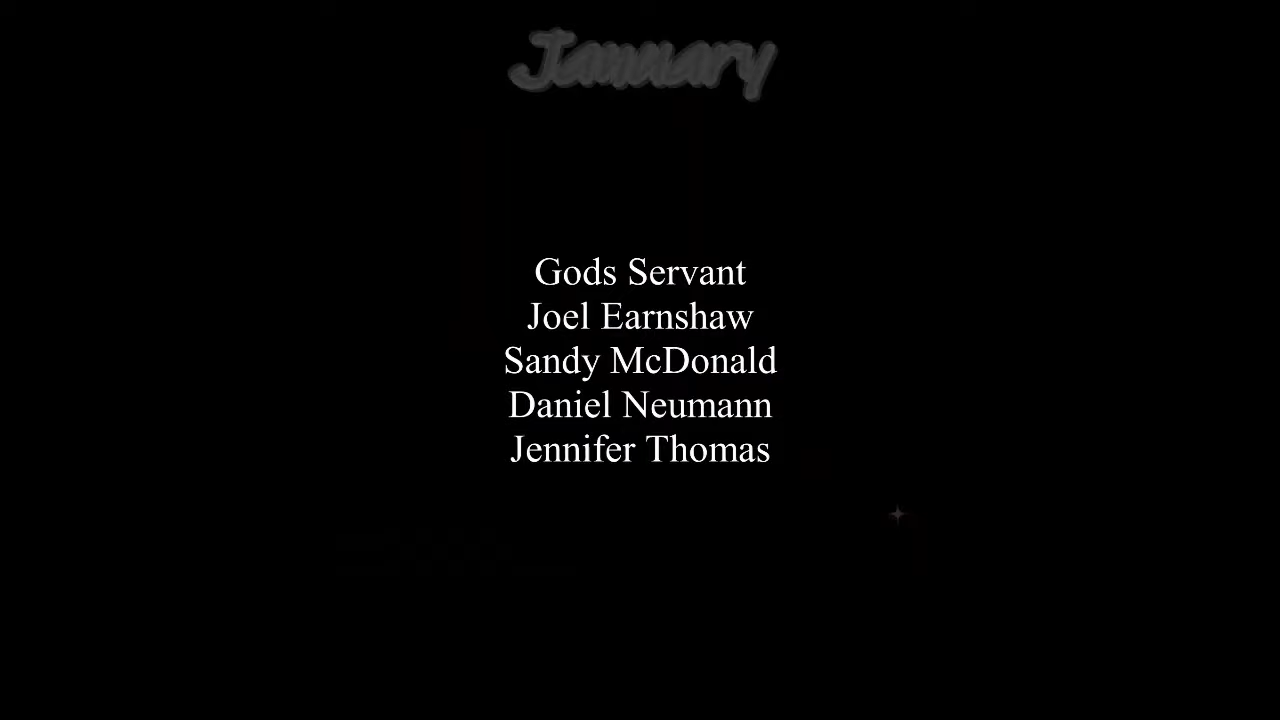 January
Gods Servant
Joel Earnshaw
Sandy McDonald
Daniel Neumann
Jennifer Thomas